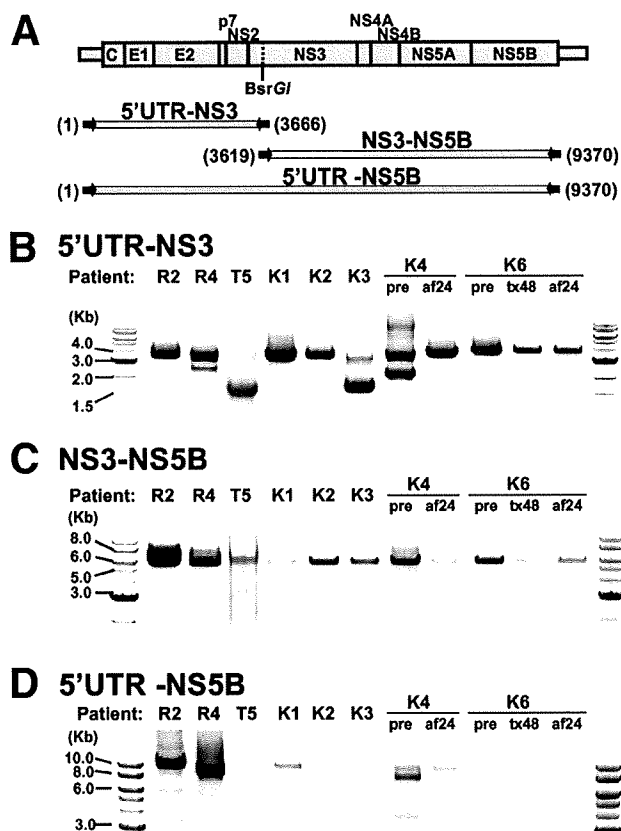 A
p7 NS4A
NS2 NS4B
C E1 E2 NS3 NS5A NS5B
BsrGI
5'UTR-NS3
(1) (3666)
NS3-NS5B
(3619) (9370)
5'UTR -NS5B
(1) (9370)
B 5'UTR-NS3
K4 K6
Patient: R2 R4 T5 K1 K2 K3
pre af24 pre tx48 af24
(Kb)
4.0
3.0
2.0
1.5
C NS3-NS5B
K4 K6
Patient: R2 R4 T5 K1 K2 K3
pre af24 pre tx48 af24
(Kb)
8.0
6.0
5.0
3.0
D 5'UTR -NS5B
K4 K6
Patient: R2 R4 T5 K1 K2 K3
pre af24 pre tx48 af24
(Kb)
10.0
8.0
6.0
3.0